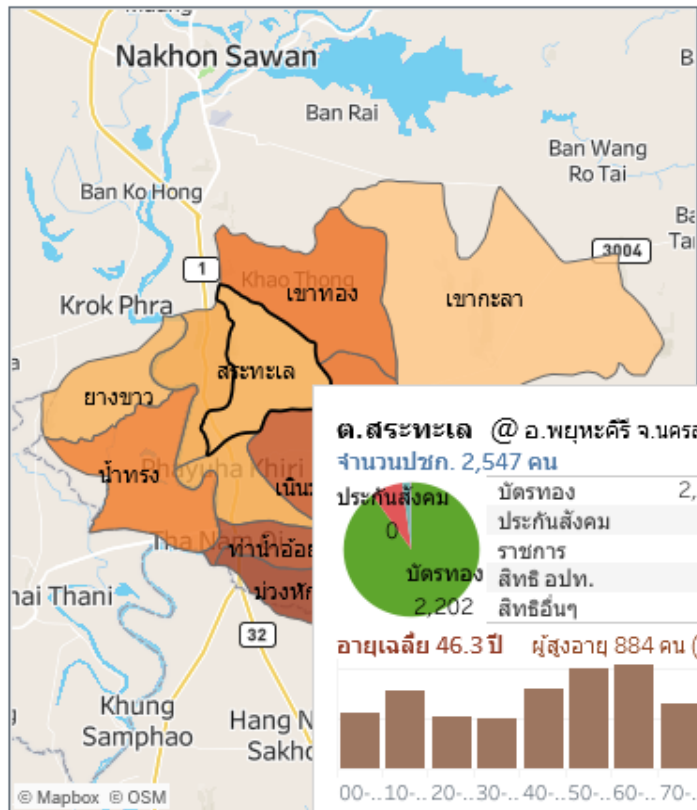 Nakhon Sawan
Ban Rai
Ban Wang
Ro Tai
Ban Ko Hong
1
3004
Khao Thong
เขาทอง
เขากะลา
Krok Phra
สระทะเล
ยางขาว
น้ำทรง
Phayuha Khiri
เนิน
Tha Nam Oi
ท่าน้ำอ้อย
ม่วงหัก
hai Thani
32
Khung
Samphao
Hang N
Sakho
© Mapbox © OSM
ต.สระทะเล @ อ.พยุหะคีรี จ.นครส
จำนวนปชก. 2,547 คน
ประกันสังคม
0
บัตรทอง
2,202
บัตรทอง 2,
ประกันสังคม
ราชการ
สิทธิ อปท.
สิทธิอื่นๆ
อายุเฉลี่ย 46.3 ปี ผู้สูงอายุ 884 คน (
00-.. 10-.. 20-.. 30-.. 40-.. 50-.. 60-.. 70-..